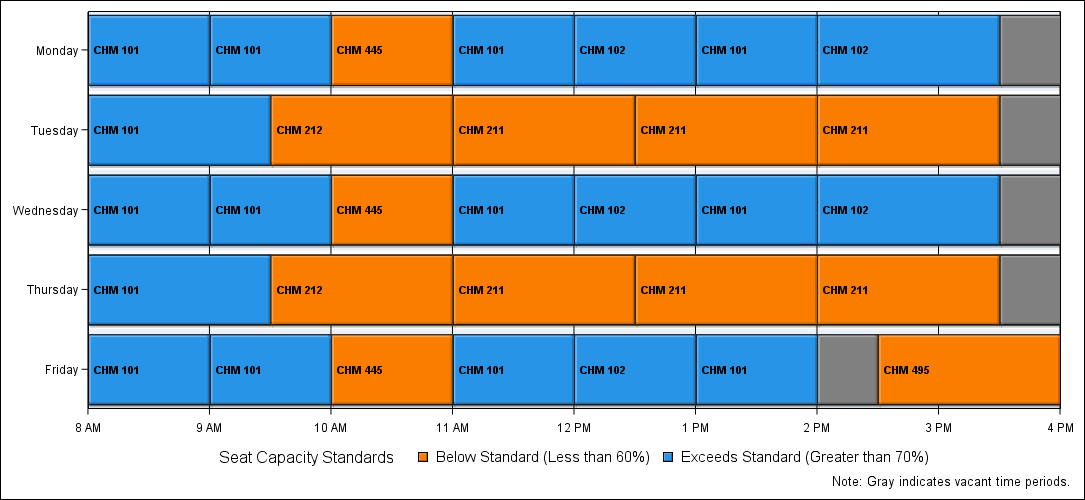 Monday CHM 101 CHM 101 CHM 445 CHM 101 CHM 102 CHM 101 CHM 102
Tuesday CHM 101 CHM 212 CHM 211 CHM 211 CHM 211
Wednesday CHM 101 CHM 101 CHM 445 CHM 101 CHM 102 CHM 101 CHM 102
Thursday CHM 101 CHM 212 CHM 211 CHM 211 CHM 211
Friday CHM 101 CHM 101 CHM 445 CHM 101 CHM 102 CHM 101 CHM 495
8 AM 9 AM 10 AM 11 AM 12 PM 1 PM 2 PM 3 PM 4 PM
Seat Capacity Standards Below Standard (Less than 60%) Exceeds Standard (Greater than 70%)
Note: Gray indicates vacant time periods.